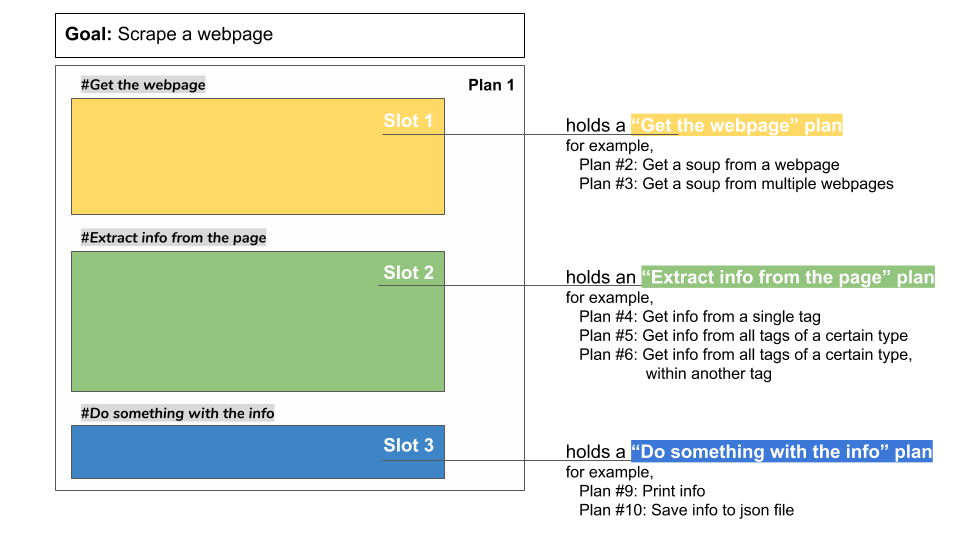 Goal: Scrape a webpage
#Get the webpage
Plan 1
Slot 1
holds a “Get the webpage” plan
for example,
Plan #2: Get a soup from a webpage
Plan #3: Get a soup from multiple webpages
#Extract info from the page
Slot 2
holds an “Extract info from the page” plan
for example,
Plan #4: Get info from a single tag
Plan #5: Get info from all tags of a certain type
Plan #6: Get info from all tags of a certain type,
within another tag
#Do something with the info
Slot 3
holds a “Do something with the info” plan
for example,
Plan #9: Print info
Plan #10: Save info to json file